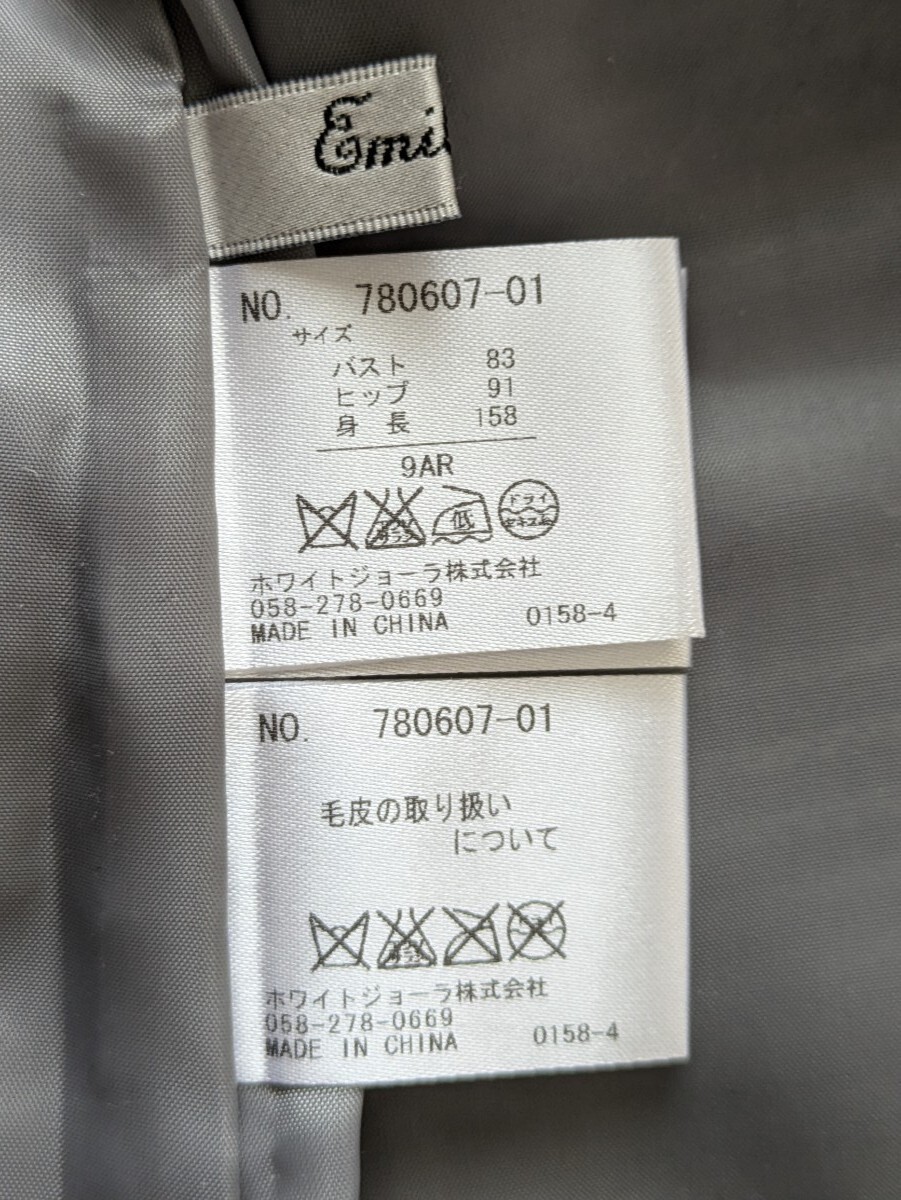 Emi
NO. 780607-01
サイズ
バスト 83
ヒップ 91
身長 158
9AR
低
ドライ
セキユ系
ホワイトジョーラ株式会社
058-278-0669
MADE IN CHINA 0158-4
NO. 780607-01
毛皮の取り扱い
について
ホワイトジョーラ株式会社
058-278-0669
MADE IN CHINA 0158-4